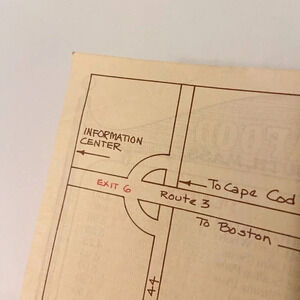 INFORMATION
CENTER
EXIT 6
To Cape Cod
Route 3
To Boston
44